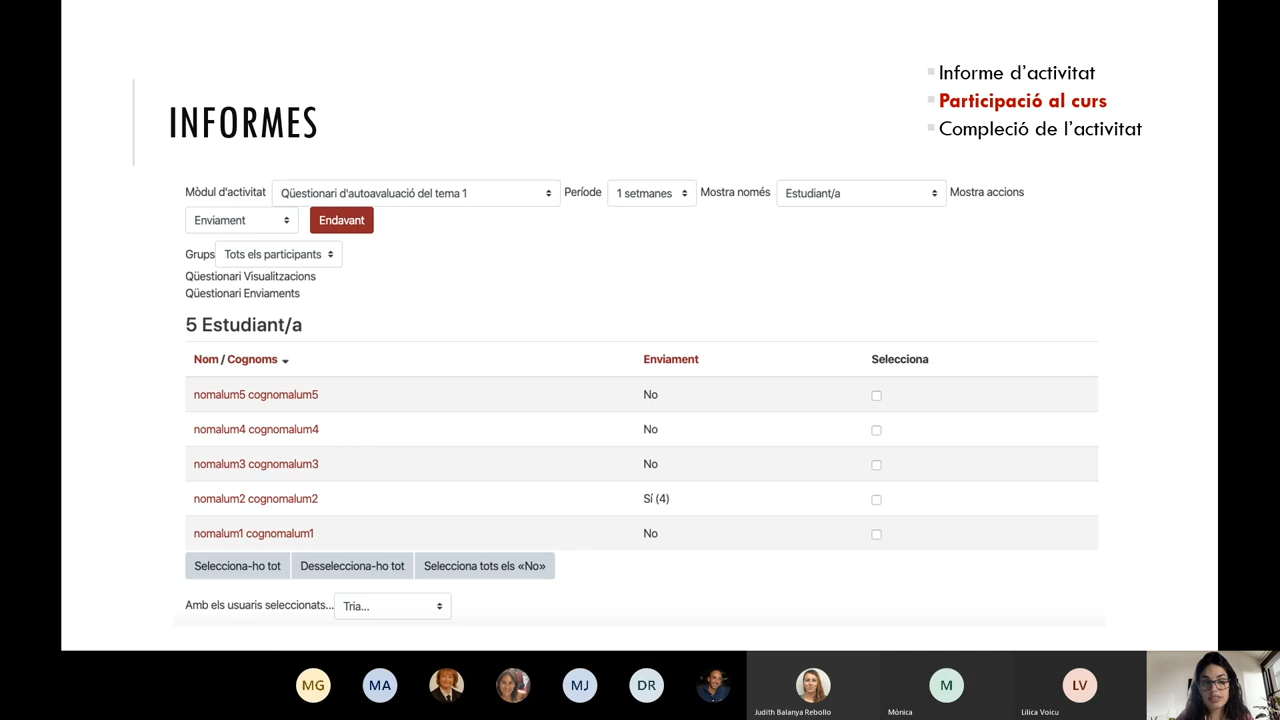 INFORMES
Informe d'activitat
Participació al curs
Compleció de l'activitat
Mòdul d'activitat Qüestionari d'autoavaluació del tema 1 Període 1 setmanes Mostra només Estudiant/a Mostra accions
Enviament Endavant
Grups Tots els participants
Qüestionari Visualitzacions
Qüestionari Enviaments
5 Estudiant/a
Nom / Cognoms Enviament Selecciona
nomalum5 cognomalum5 No
nomalum4 cognomalum4 No
nomalum3 cognomalum3 No
nomalum2 cognomalum2 Sí (4)
nomalum1 cognomalum1 No
Selecciona-ho tot Desselecciona-ho tot Selecciona tots els «No»
Amb els usuaris seleccionats... Tria...
MG MA MJ DR M LV
Judith Balanya Rebollo Mònica Lilica Voicu